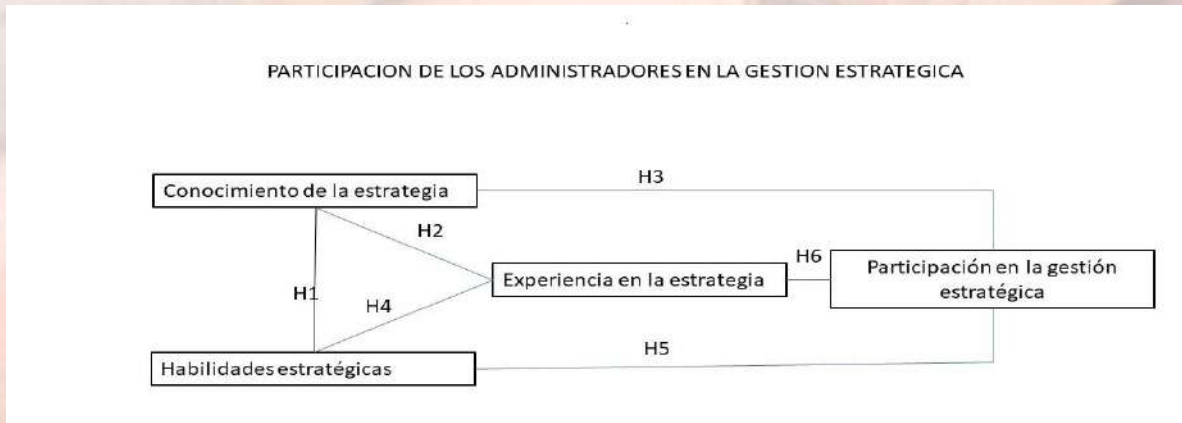 PARTICIPACION DE LOS ADMINISTRADORES EN LA GESTION ESTRATEGICA
H3
Conocimiento de la estrategia
H2
H6
Experiencia en la estrategia
Participación en la gestión
estratégica
H1
H4
H5
Habilidades estratégicas